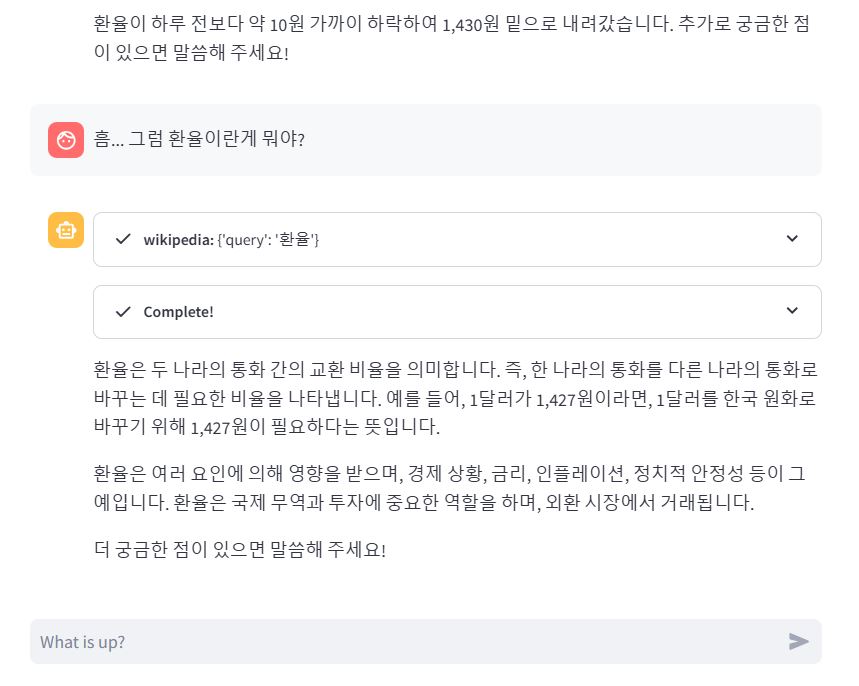 환율이 하루 전보다 약 10원 가까이 하락하여 1,430원 밑으로 내려갔습니다. 추가로 궁금한 점
이 있으면 말씀해 주세요!
흠... 그럼 환율이란게 뭐야?
wikipedia: {'query': '환율'}
Complete!
환율은 두 나라의 통화 간의 교환 비율을 의미합니다. 즉, 한 나라의 통화를 다른 나라의 통화로
바꾸는 데 필요한 비율을 나타냅니다. 예를 들어, 1달러가 1,427원이라면, 1달러를 한국 원화로
바꾸기 위해 1,427원이 필요하다는 뜻입니다.
환율은 여러 요인에 의해 영향을 받으며, 경제 상황, 금리, 인플레이션, 정치적 안정성 등이 그
예입니다. 환율은 국제 무역과 투자에 중요한 역할을 하며, 외환 시장에서 거래됩니다.
더 궁금한 점이 있으면 말씀해 주세요!
What is up?